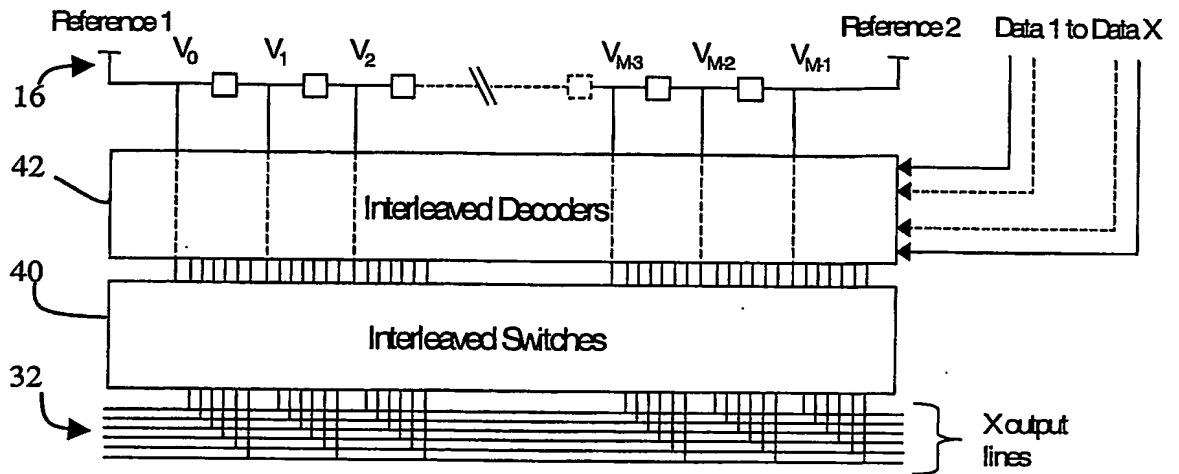 Reference 1
V0
V1
V2
VM-3
VM-2
VM-1
Reference 2
Data 1 to Data X
16
42
Interleaved Decoders
40
Interleaved Switches
32
X output
lines